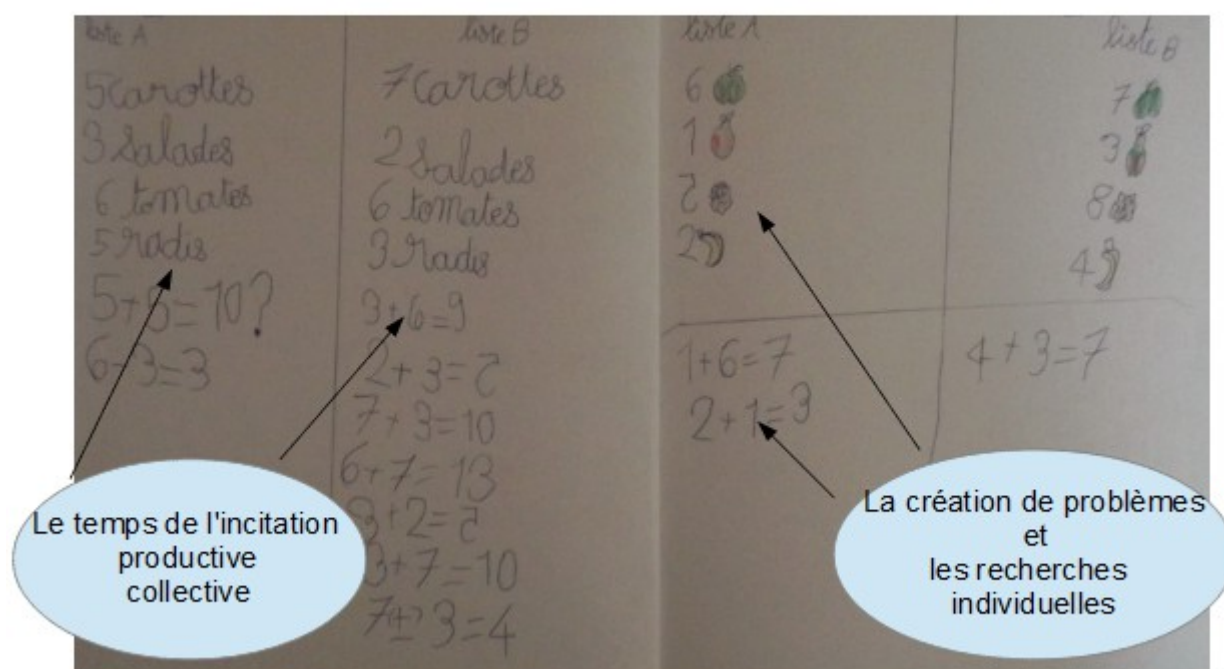 liste A
5 carottes
3 salades
6 tomates
5 radis
5+5=10?
6-3=3
liste B
7 carottes
2 salades
6 tomates
3 radis
3+6=9
2+3=5
7+3=10
6+7=13
3+2=5
3+7=10
7 3=4
liste A
6
1
5
2
1+6=7
2+1=3
liste B
7
3
8
4
4+3=7
Le temps de l'incitation
productive
collective
La création de problèmes
et
les recherches
individuelles